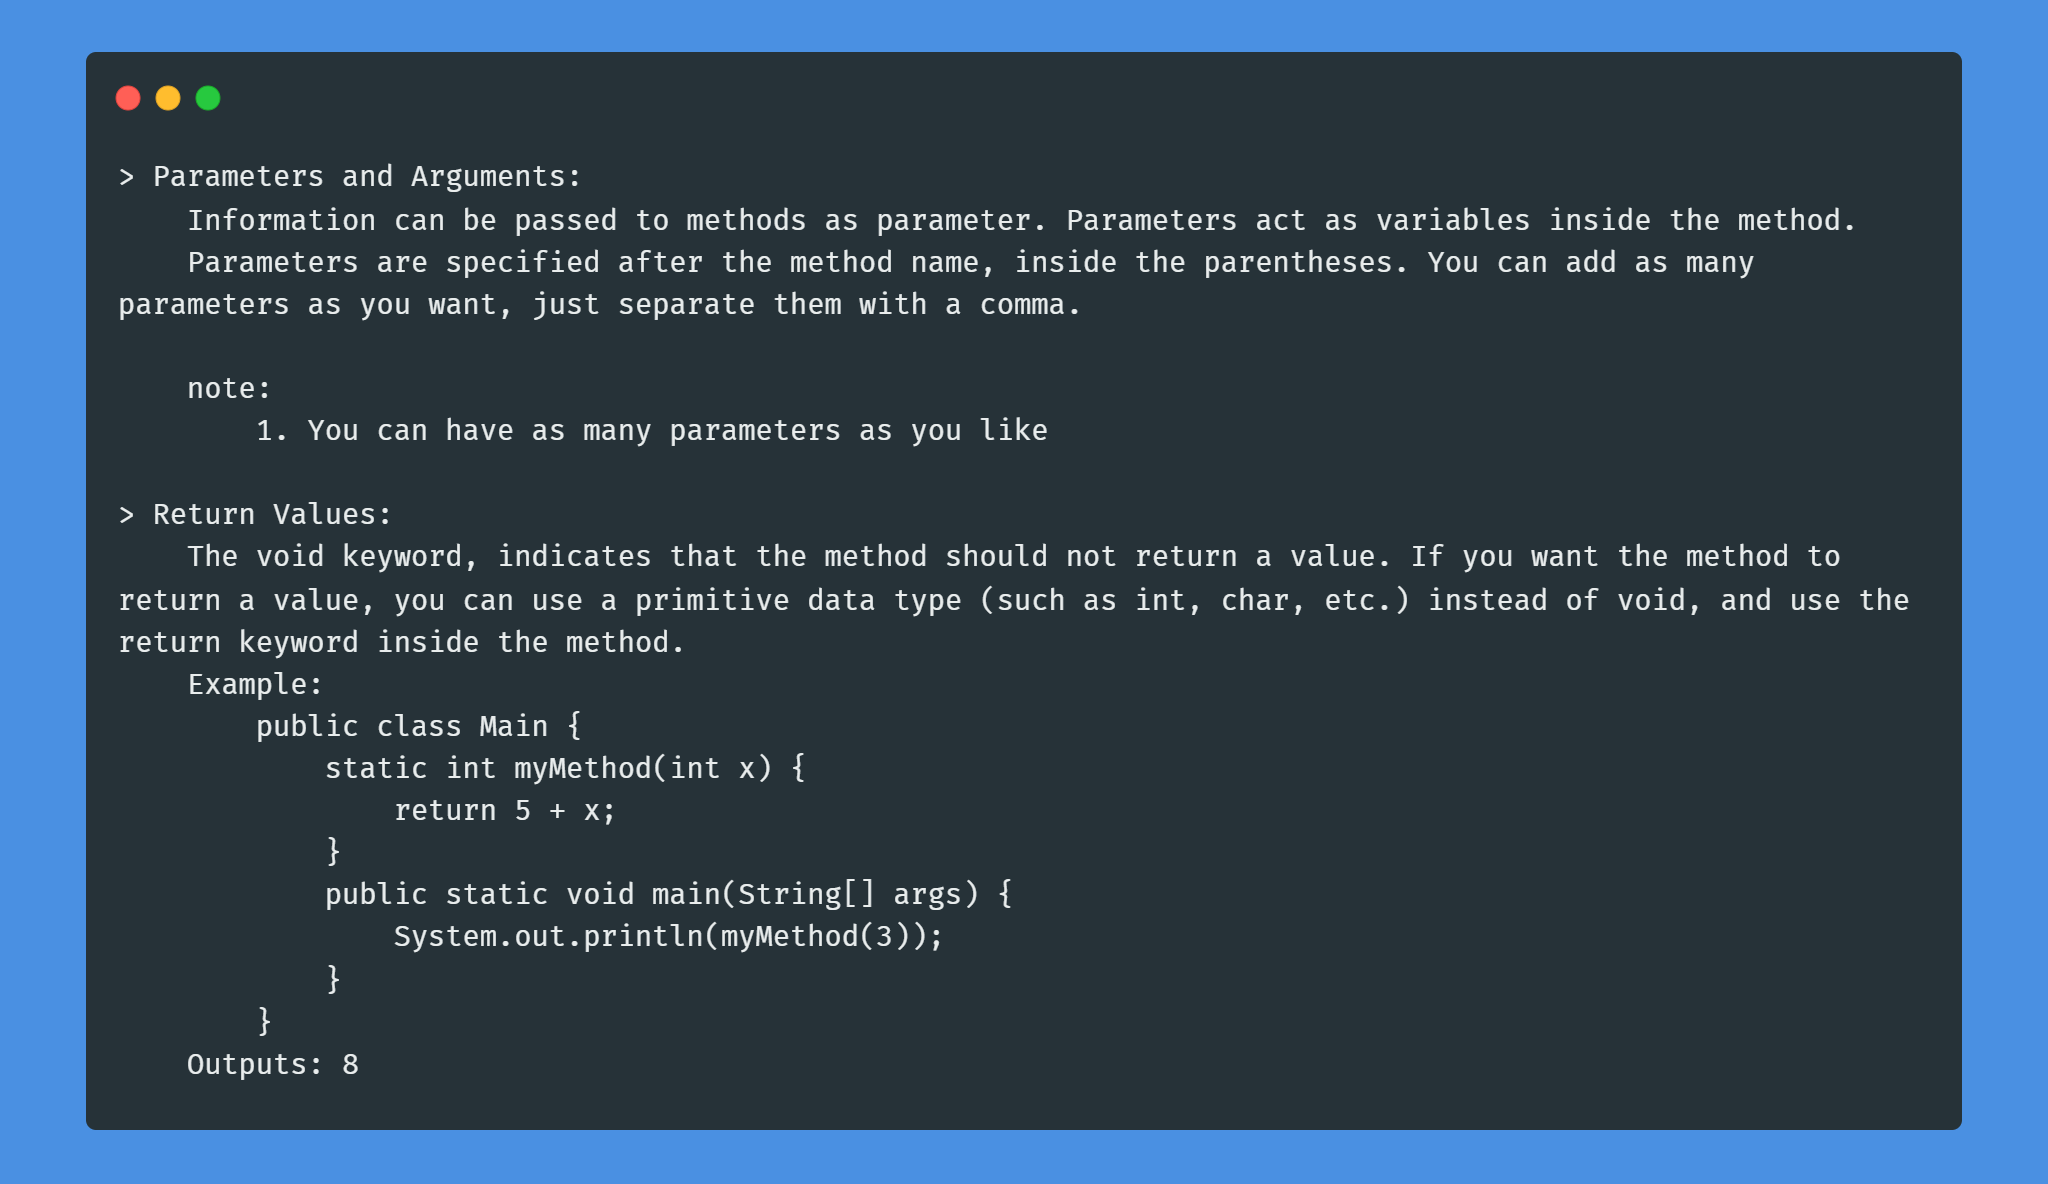 > Parameters and Arguments:
    Information can be passed to methods as parameter. Parameters act as variables inside the method.
    Parameters are specified after the method name, inside the parentheses. You can add as many
parameters as you want, just separate them with a comma.

    note:
        1. You can have as many parameters as you like

> Return Values:
    The void keyword, indicates that the method should not return a value. If you want the method to
return a value, you can use a primitive data type (such as int, char, etc.) instead of void, and use the
return keyword inside the method.
    Example:
        public class Main {
            static int myMethod(int x) {
                return 5 + x;
            }
            public static void main(String[] args) {
                System.out.println(myMethod(3));
            }
        }
    Outputs: 8